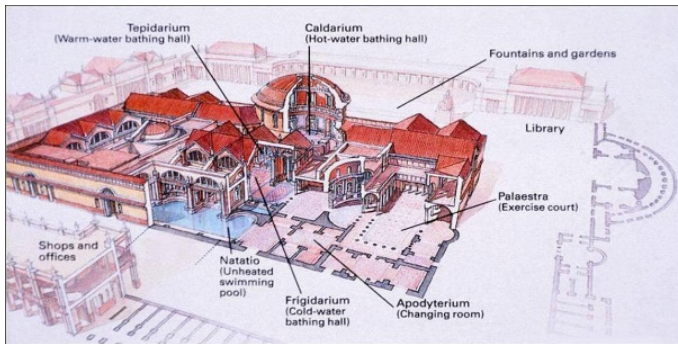 Tepidarium
(Warm-water bathing hall)
Caldarium
(Hot-water bathing hall)
Fountains and gardens
Library
Palaestra
(Exercise court)
Shops and
offices
Natatio
(Unheated
swimming
pool)
Frigidarium
(Cold-water
bathing hall)
Apodyterium
(Changing room)